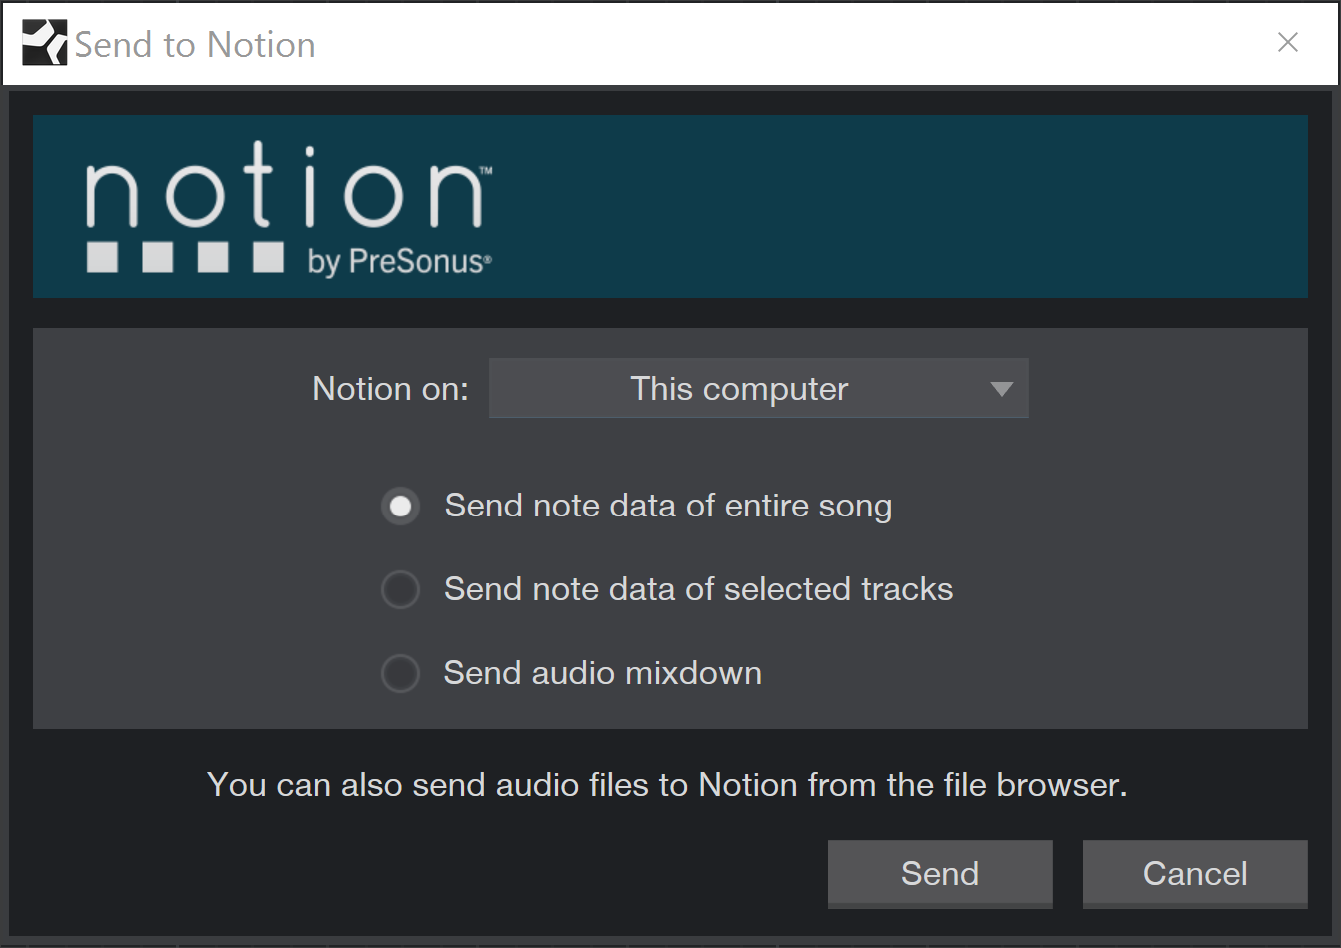 Send to Notion
notion™
by PreSonus®
Notion on: This computer
Send note data of entire song
Send note data of selected tracks
Send audio mixdown
You can also send audio files to Notion from the file browser.
Send Cancel